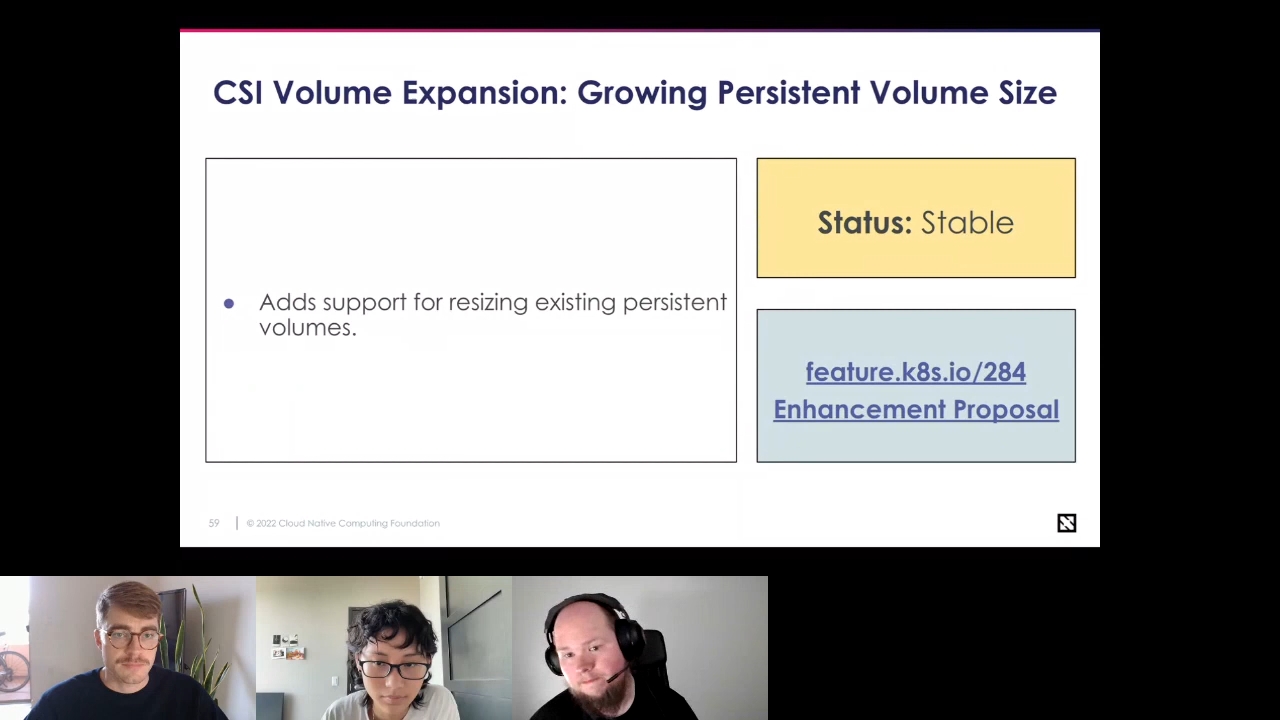 CSI Volume Expansion: Growing Persistent Volume Size
● Adds support for resizing existing persistent
volumes.
Status: Stable
feature.k8s.io/284
Enhancement Proposal
59 | © 2022 Cloud Native Computing Foundation